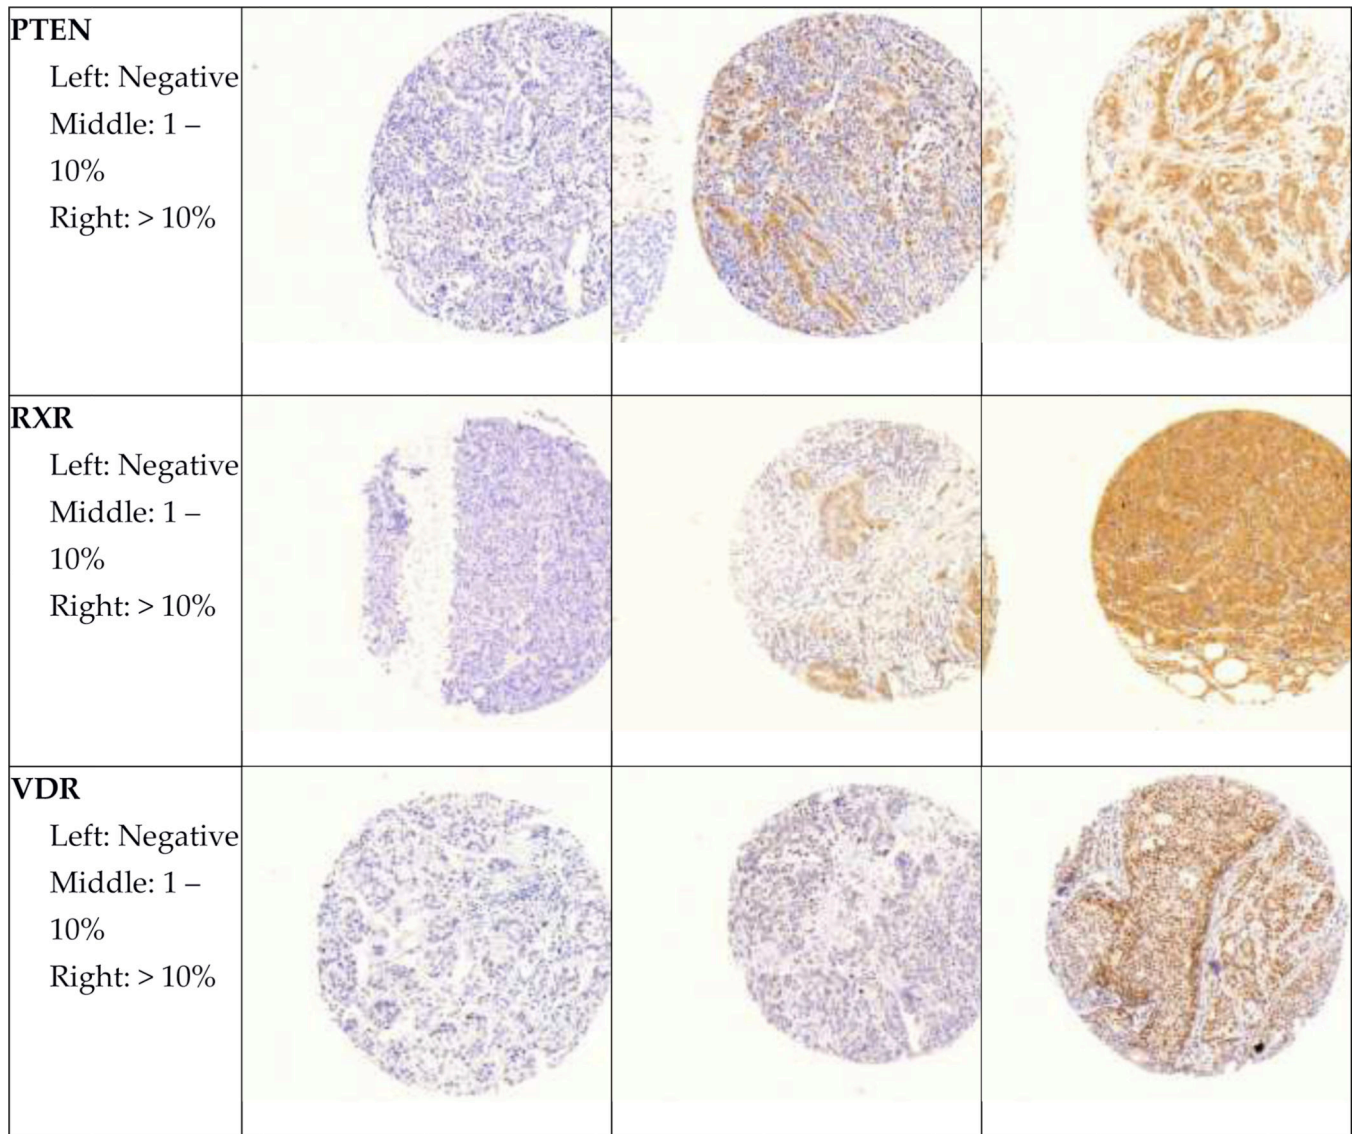 PTEN
Left: Negative
Middle: 1 –
10%
Right: > 10%
RXR
Left: Negative
Middle: 1 –
10%
Right: > 10%
VDR
Left: Negative
Middle: 1 –
10%
Right: > 10%